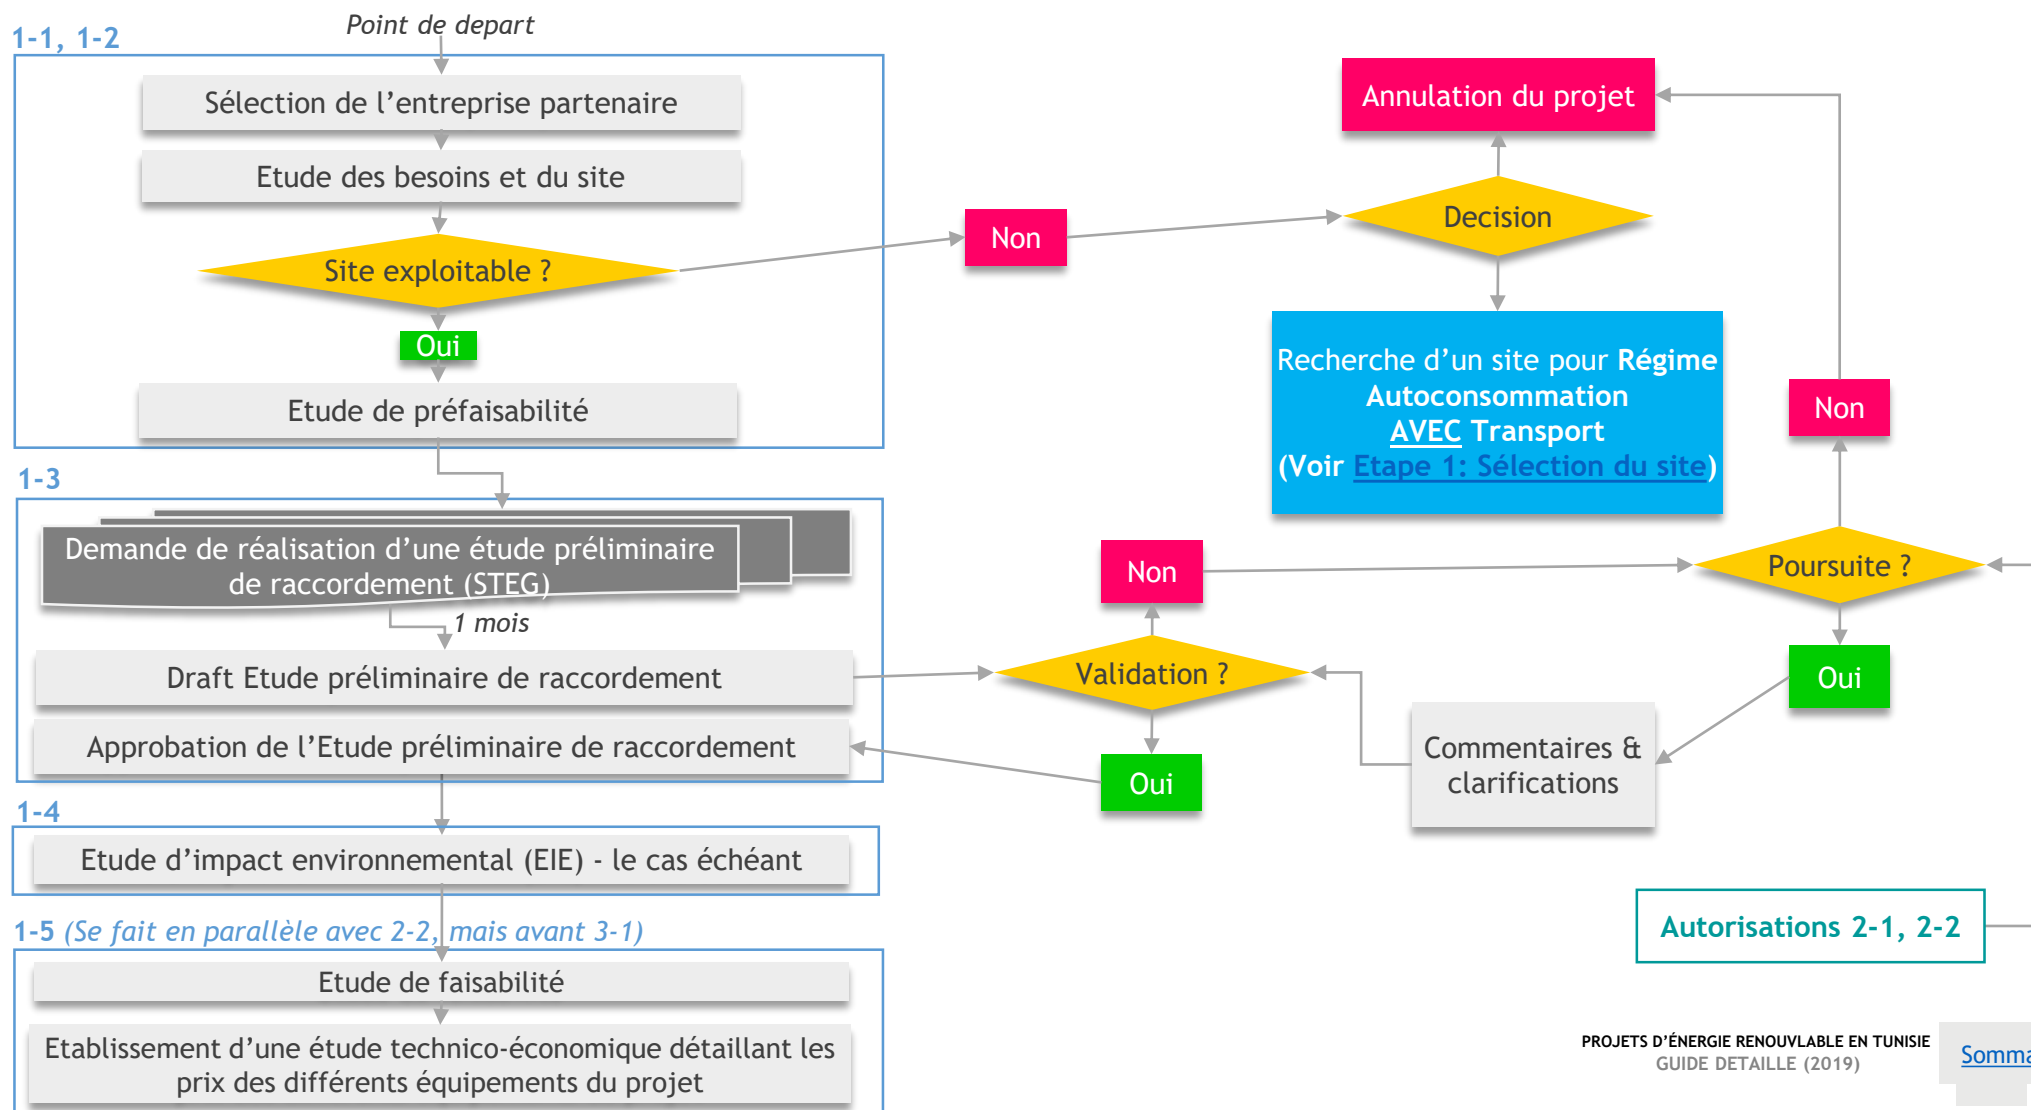 Point de depart
1-1, 1-2
Sélection de l’entreprise partenaire
Etude des besoins et du site
Site exploitable ?
Oui
Etude de préfaisabilité
Non
Annulation du projet
Decision
Recherche d’un site pour Régime
Autoconsommation
AVEC Transport
(Voir Etape 1: Sélection du site)
Non
1-3
Demande de réalisation d’une étude préliminaire
de raccordement (STEG)
1 mois
Draft Etude préliminaire de raccordement
Approbation de l’Etude préliminaire de raccordement
Non
Validation ?
Oui
Poursuite ?
Oui
Commentaires &
clarifications
1-4
Etude d’impact environnemental (EIE) - le cas échéant
1-5 (Se fait en parallèle avec 2-2, mais avant 3-1)
Etude de faisabilité
Etablissement d’une étude technico-économique détaillant les
prix des différents équipements du projet
Autorisations 2-1, 2-2
PROJETS D’ÉNERGIE RENOUVLABLE EN TUNISIE
GUIDE DETAILLE (2019)
Somma